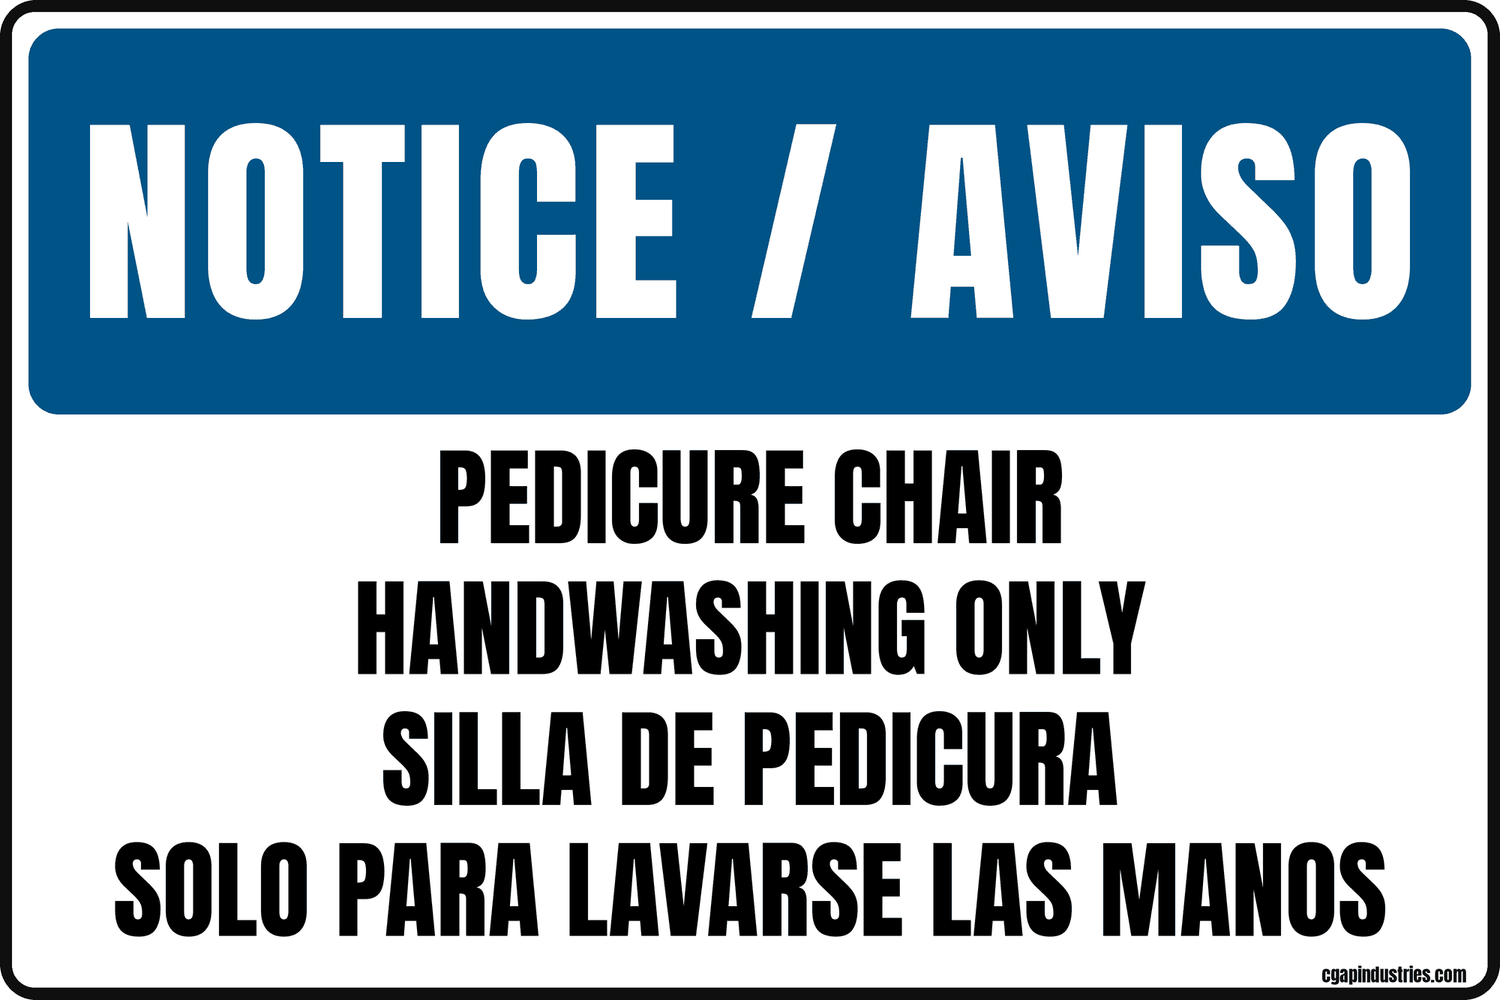 NOTICE / AVISO
PEDICURE CHAIR
HANDWASHING ONLY
SILLA DE PEDICURA
SOLO PARA LAVARSE LAS MANOS
cgapindustries.com